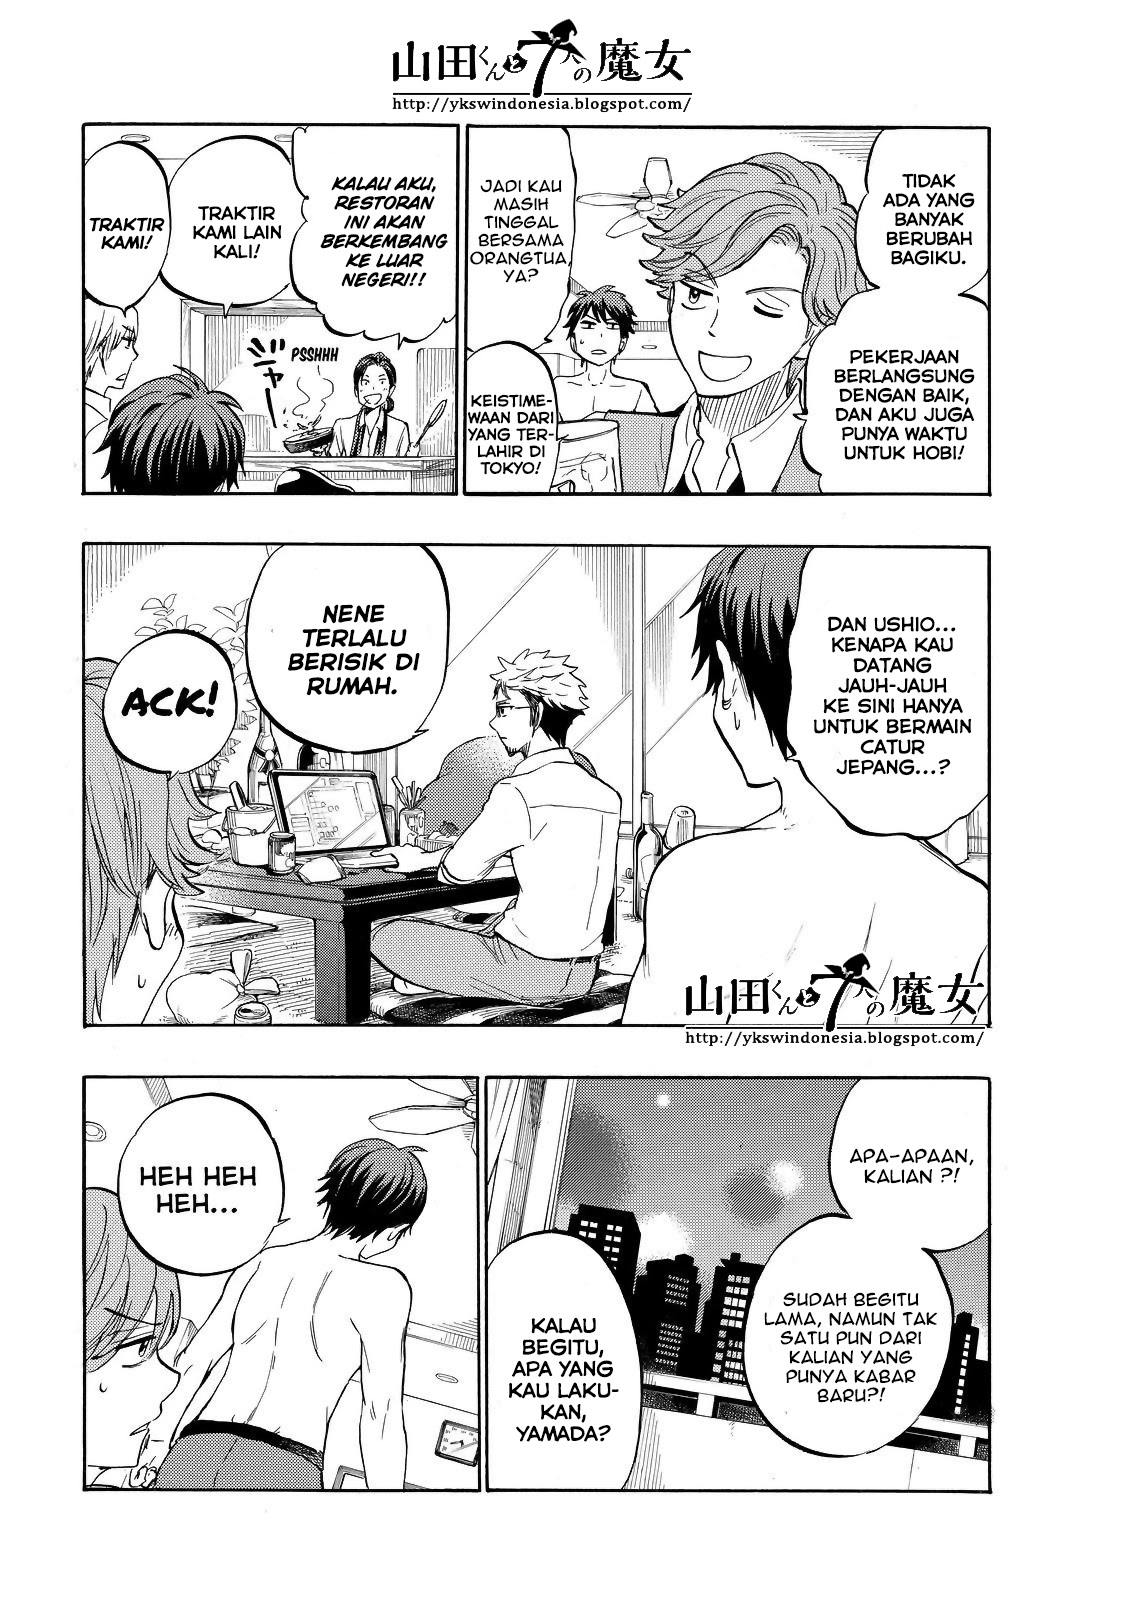 山田くんと7人の魔女
http://ykswindonesia.blogspot.com/
TIDAK
ADA YANG
BANYAK
BERUBAH
BAGIKU.
PEKERJAAN
BERLANGSUNG
DENGAN BAIK,
DAN AKU JUGA
PUNYA WAKTU
UNTUK HOBI!
JADI KAU
MASIH
TINGGAL
BERSAMA
ORANGTUA,
YA?
KEISTIME-
WAAN DARI
YANG TER-
LAHIR DI
TOKYO!
KALAU AKU,
RESTORAN
INI AKAN
BERKEMBANG
KE LUAR
NEGERI!!
PSSHHH
ジャー
TRAKTIR
KAMI LAIN
KALI!
TRAKTIR
KAMI!
DAN USHIO...
KENAPA KAU
DATANG
JAUH-JAUH
KE SINI HANYA
UNTUK BERMAIN
CATUR
JEPANG...?
NENE
TERLALU
BERISIK DI
RUMAH.
ACK!
山田くんと7人の魔女
http://ykswindonesia.blogspot.com/
APA-APAAN,
KALIAN ?!
SUDAH BEGITU
LAMA, NAMUN TAK
SATU PUN DARI
KALIAN YANG
PUNYA KABAR
BARU?!
KALAU
BEGITU,
APA YANG
KAU LAKU-
KAN,
YAMADA?
HEH HEH
HEH...